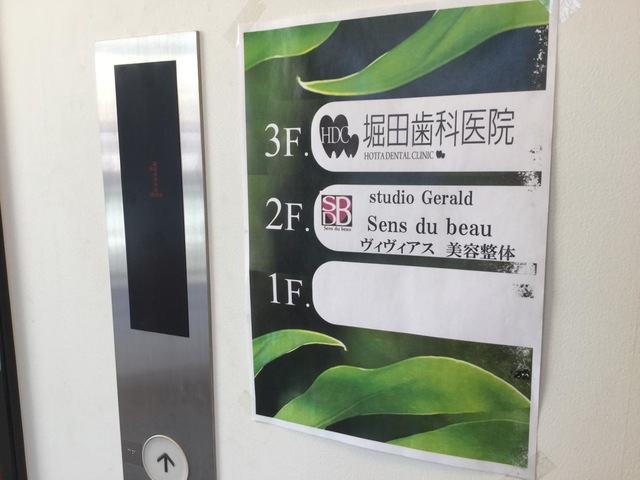 3F.
HDC
堀田歯科医院
HOTTA DENTAL CLINIC
2F.
SDB
Sens du beau
studio Gerald
Sens du beau
ヴィヴィアス 美容整体
1F.